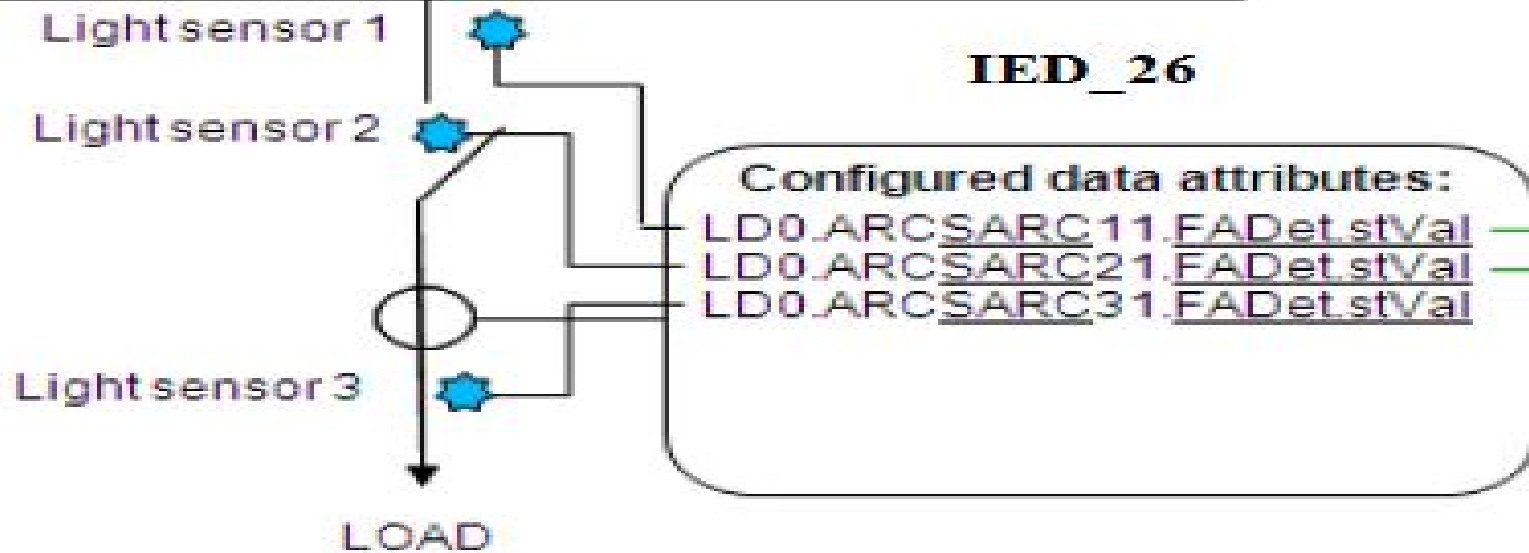 Light sensor 1
IED_26
Light sensor 2
Configured data attributes:
LD0.ARCSARC11.FADet.stVal
LD0.ARCSARC21.FADet.stVal
LD0.ARCSARC31.FADet.stVal
Light sensor 3
LOAD